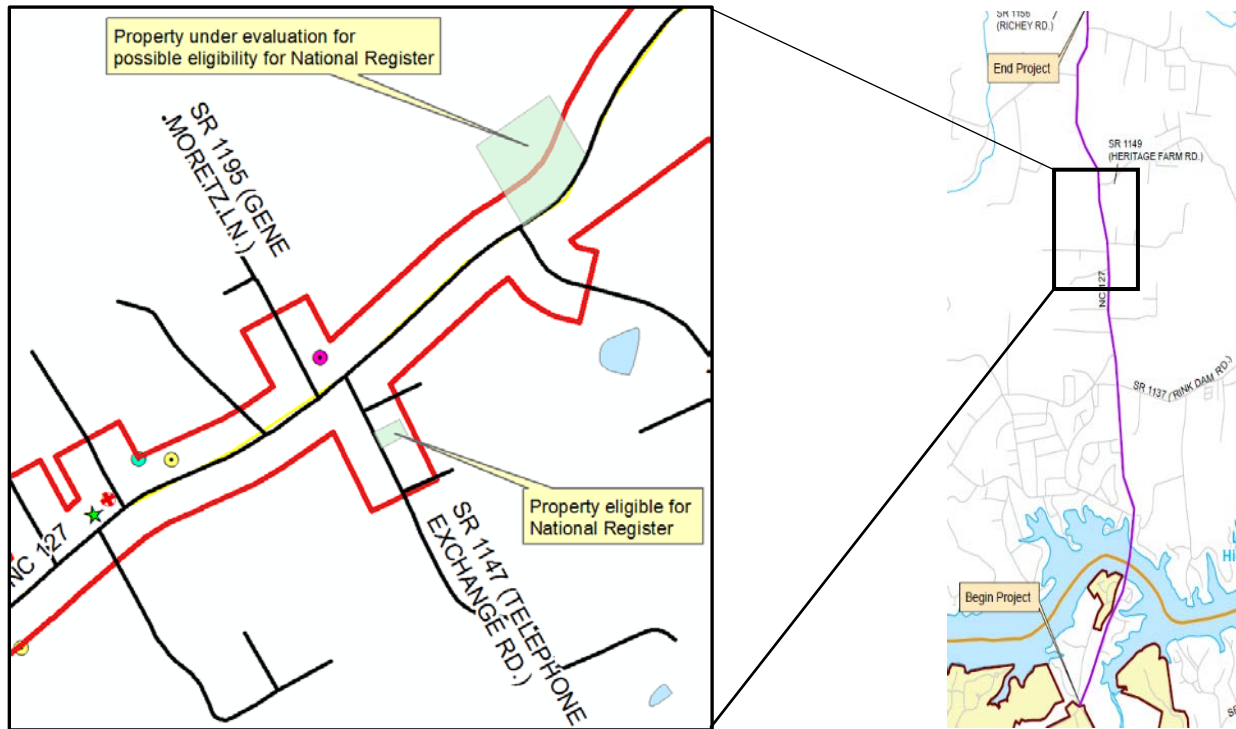 Property under evaluation for
possible eligibility for National Register
SR 1195 (GENE
MORETZ LN.)
Property eligible for
National Register
SR 1147 (TELEPHONE
EXCHANGE RD.)
NC 127
SR 1156
(RICHEY RD.)
End Project
SR 1149
(HERITAGE FARM RD.)
NC 127
SR 1137 (RINK DAM RD.)
L
Hi
Begin Project